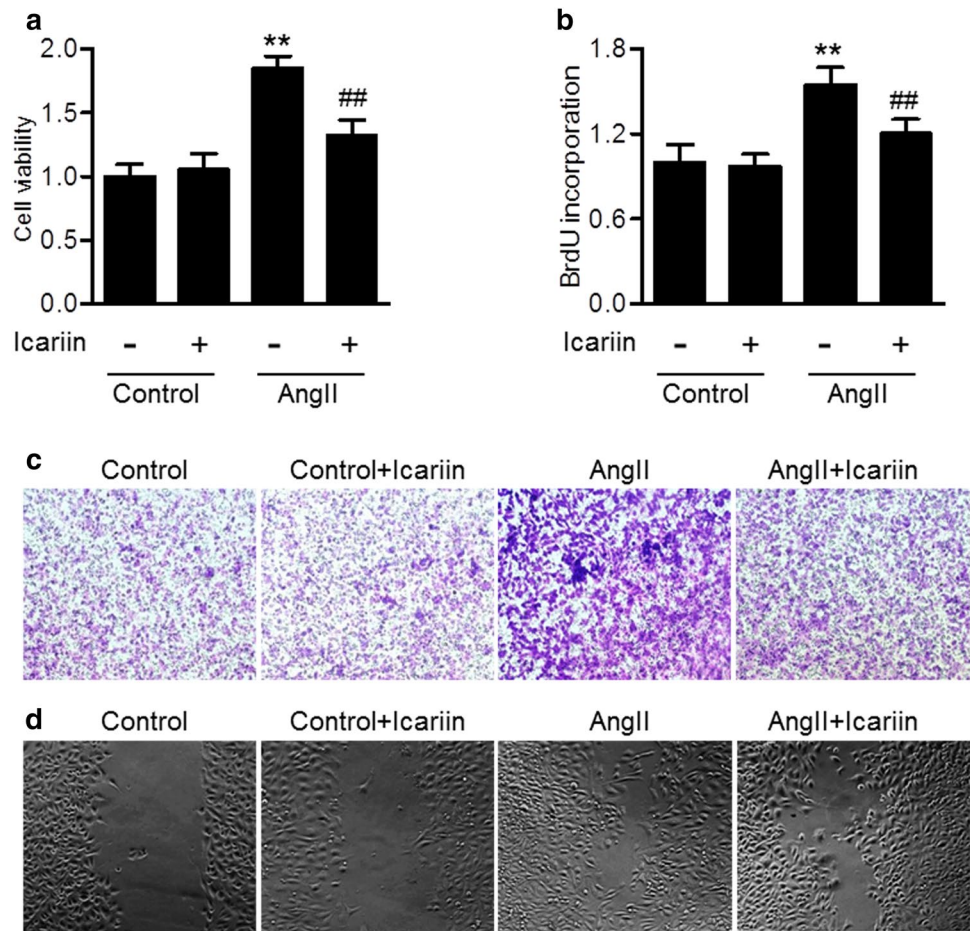 a
2.0
**
1.5
##
1.0
0.5
0.0
Cell viability
Icariin - + - +
Control AngII
b
1.8
**
1.2
##
0.6
0.0
BrdU incorporation
Icariin - + - +
Control AngII
c
Control Control+Icariin AngII AngII+Icariin
d
Control Control+Icariin AngII AngII+Icariin